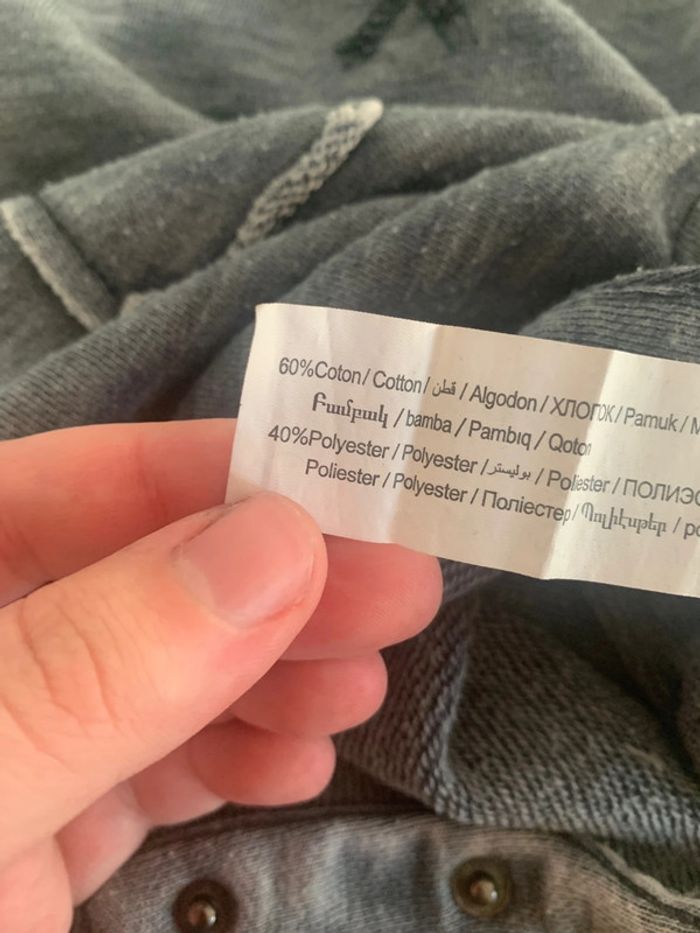 60%Coton / Cotton / قطن / Algodon / ХЛОПОК / Pamuk /
Բամբակ / bamba / Pambıq / Qoton
40%Polyester / Polyester / بوليستر / Poliester /
Poliester / Polyester / Поліестер / Պոլիէսթեր /